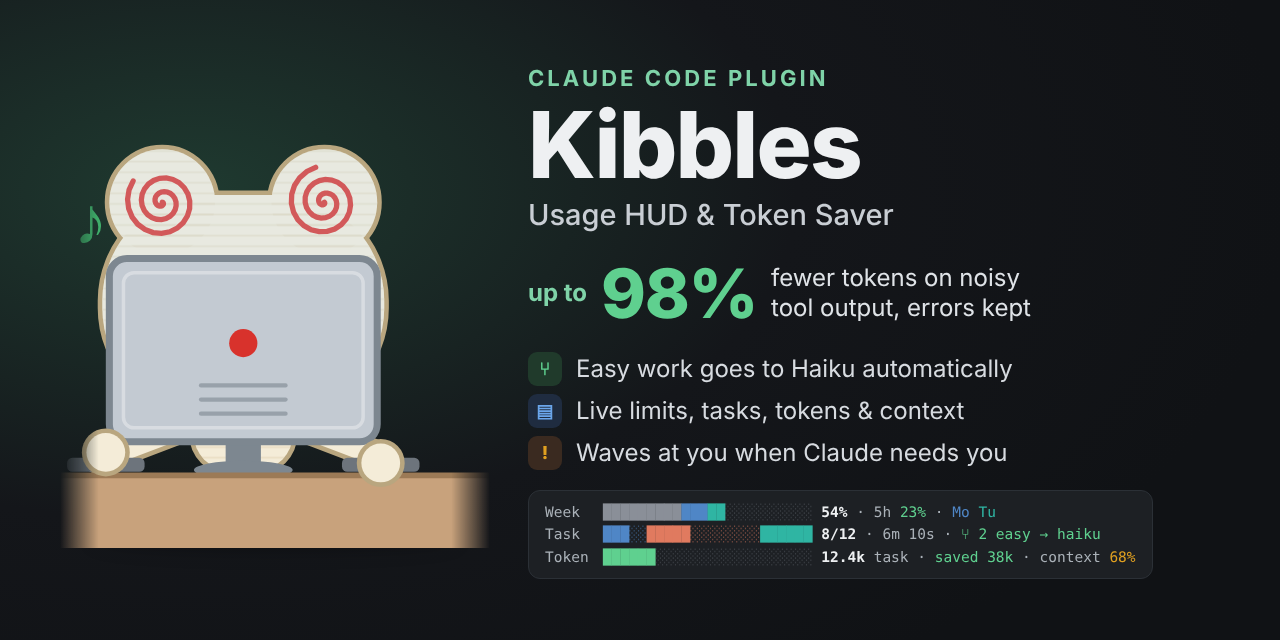 CLAUDE CODE PLUGIN
Kibbles
Usage HUD & Token Saver
up to 98% fewer tokens on noisy
tool output, errors kept
Easy work goes to Haiku automatically
Live limits, tasks, tokens & context
! Waves at you when Claude needs you
Week 54% · 5h 23% · Mo Tu
Task 8/12 · 6m 10s · ⑂ 2 easy → haiku
Token 12.4k task · saved 38k · context 68%